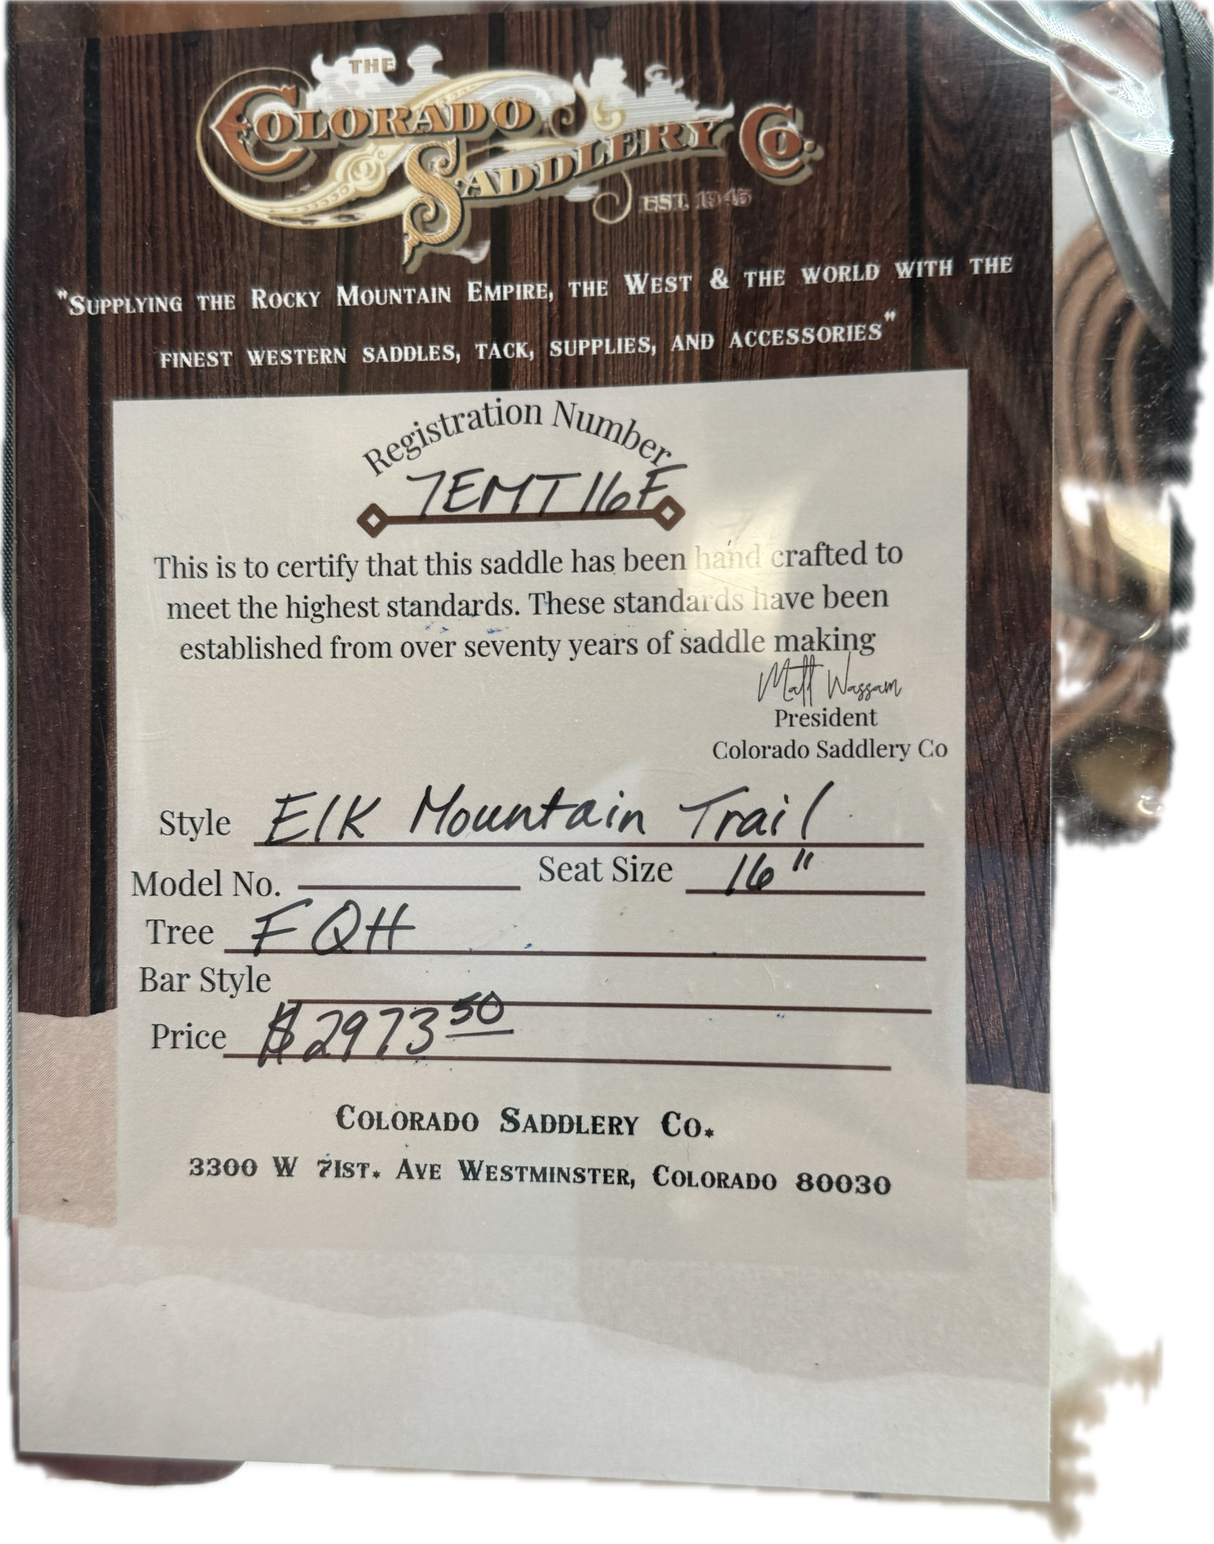 THE
COLORADO
SADDLERY CO.
EST. 1945
"SUPPLYING THE ROCKY MOUNTAIN EMPIRE, THE WEST & THE WORLD WITH THE
FINEST WESTERN SADDLES, TACK, SUPPLIES, AND ACCESSORIES"
Registration Number
7EMT16F
This is to certify that this saddle has been hand crafted to
meet the highest standards. These standards have been
established from over seventy years of saddle making
Matt Wassam
President
Colorado Saddlery Co
Style Elk Mountain Trail
Model No. Seat Size 16"
Tree FQH
Bar Style
Price $2973 50
COLORADO SADDLERY CO.
3300 W 71ST. AVE WESTMINSTER, COLORADO 80030